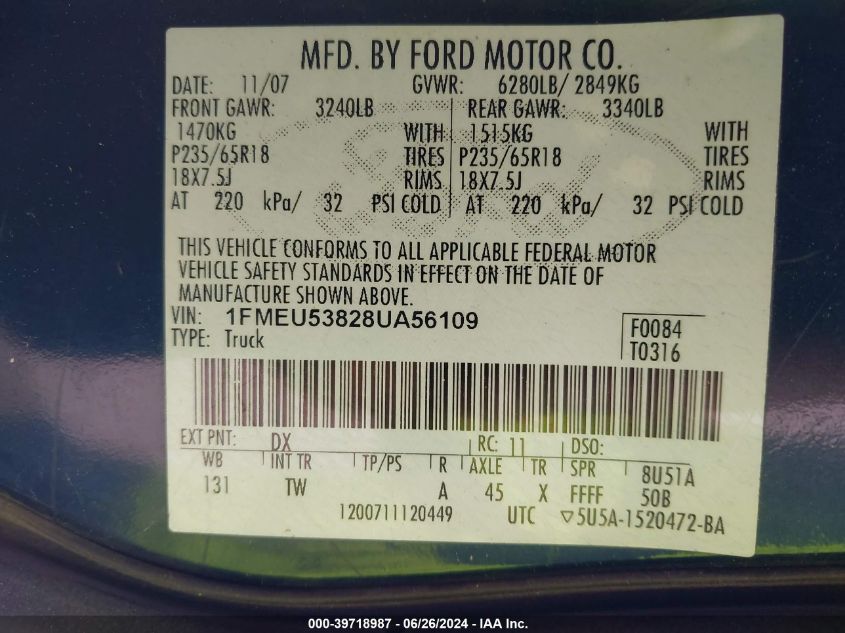 MFD. BY FORD MOTOR CO.
DATE: 11/07 GVWR: 6280LB/ 2849KG
FRONT GAWR: 3240LB REAR GAWR: 3340LB
1470KG WITH 1515KG WITH
P235/65R18 TIRES P235/65R18 TIRES
18X7.5J RIMS 18X7.5J RIMS
AT 220 kPa/ 32 PSI COLD AT 220 kPa/ 32 PSI COLD
THIS VEHICLE CONFORMS TO ALL APPLICABLE FEDERAL MOTOR
VEHICLE SAFETY STANDARDS IN EFFECT ON THE DATE OF
MANUFACTURE SHOWN ABOVE.
VIN: 1FMEU53828UA56109 F0084
TYPE: Truck T0316
EXT PNT: DX RC: 11 DSO:
WB INT TR TP/PS R AXLE TR SPR 8U51A
131 TW A 45 X FFFF 50B
1200711120449 UTC ▽5U5A-1520472-BA
000-39718987 - 06/26/2024 - IAA Inc.